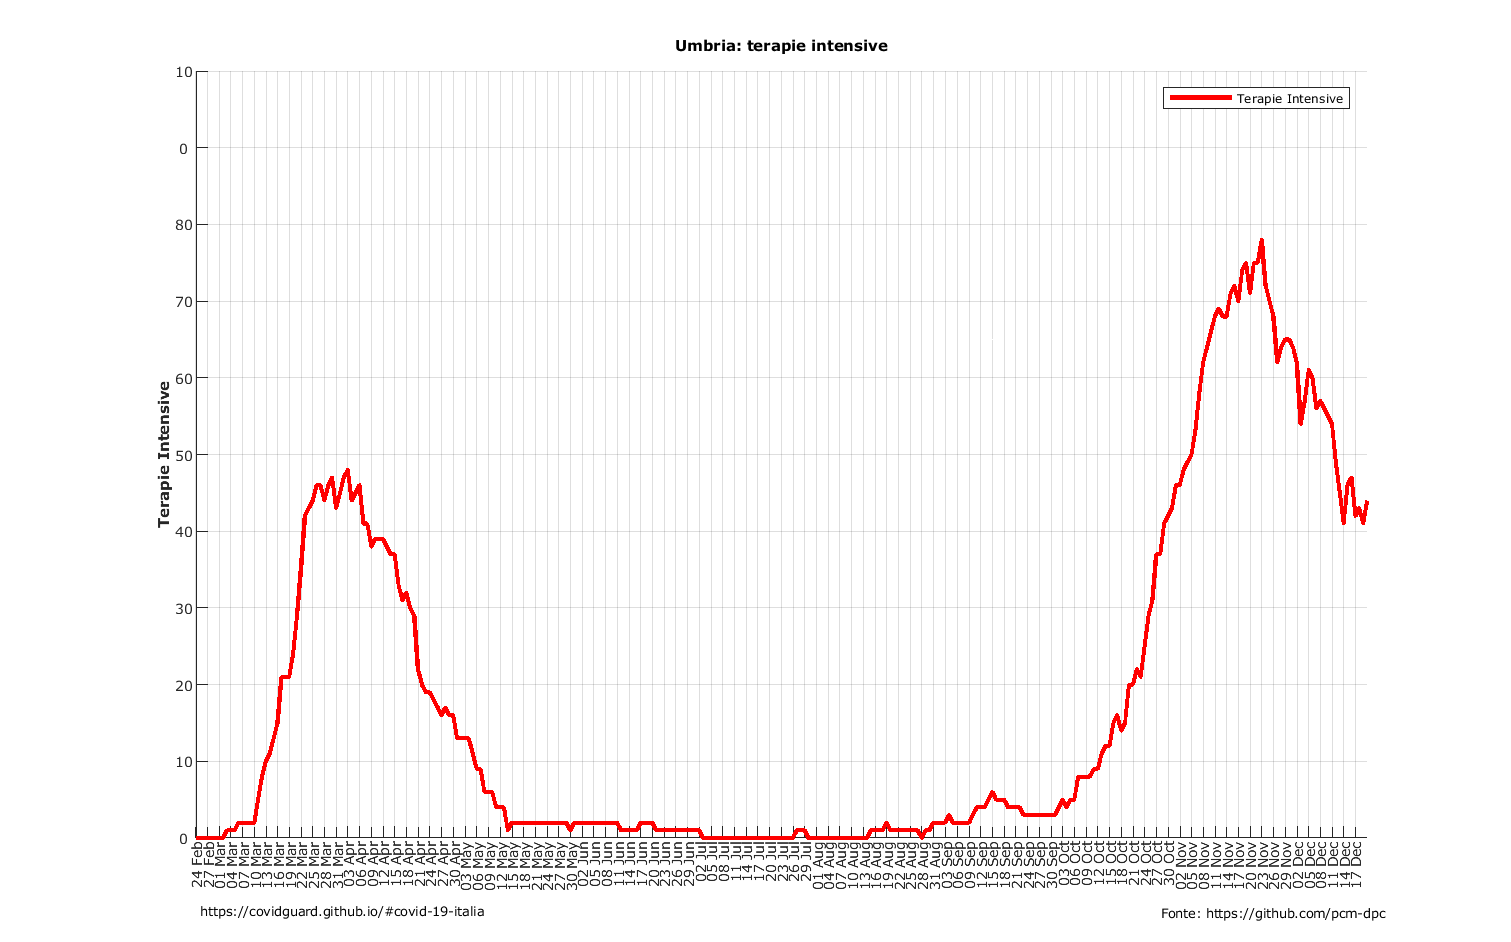 Umbria: terapie intensive
Terapie Intensive
10
0
80
70
60
50
40
30
20
10
0
Terapie Intensive
24 Feb
27 Feb
01 Mar
04 Mar
07 Mar
10 Mar
13 Mar
16 Mar
19 Mar
22 Mar
25 Mar
28 Mar
31 Mar
03 Apr
06 Apr
09 Apr
12 Apr
15 Apr
18 Apr
21 Apr
24 Apr
27 Apr
30 Apr
03 May
06 May
09 May
12 May
15 May
18 May
21 May
24 May
27 May
30 May
02 Jun
05 Jun
08 Jun
11 Jun
14 Jun
17 Jun
20 Jun
23 Jun
26 Jun
29 Jun
02 Jul
05 Jul
08 Jul
11 Jul
14 Jul
17 Jul
20 Jul
23 Jul
26 Jul
29 Jul
01 Aug
04 Aug
07 Aug
10 Aug
13 Aug
16 Aug
19 Aug
22 Aug
25 Aug
28 Aug
31 Aug
03 Sep
06 Sep
09 Sep
12 Sep
15 Sep
18 Sep
21 Sep
24 Sep
27 Sep
30 Sep
03 Oct
06 Oct
09 Oct
12 Oct
15 Oct
18 Oct
21 Oct
24 Oct
27 Oct
30 Oct
02 Nov
05 Nov
08 Nov
11 Nov
14 Nov
17 Nov
20 Nov
23 Nov
26 Nov
29 Nov
02 Dec
05 Dec
08 Dec
11 Dec
14 Dec
17 Dec
https://covidguard.github.io/#covid-19-italia
Fonte: https://github.com/pcm-dpc